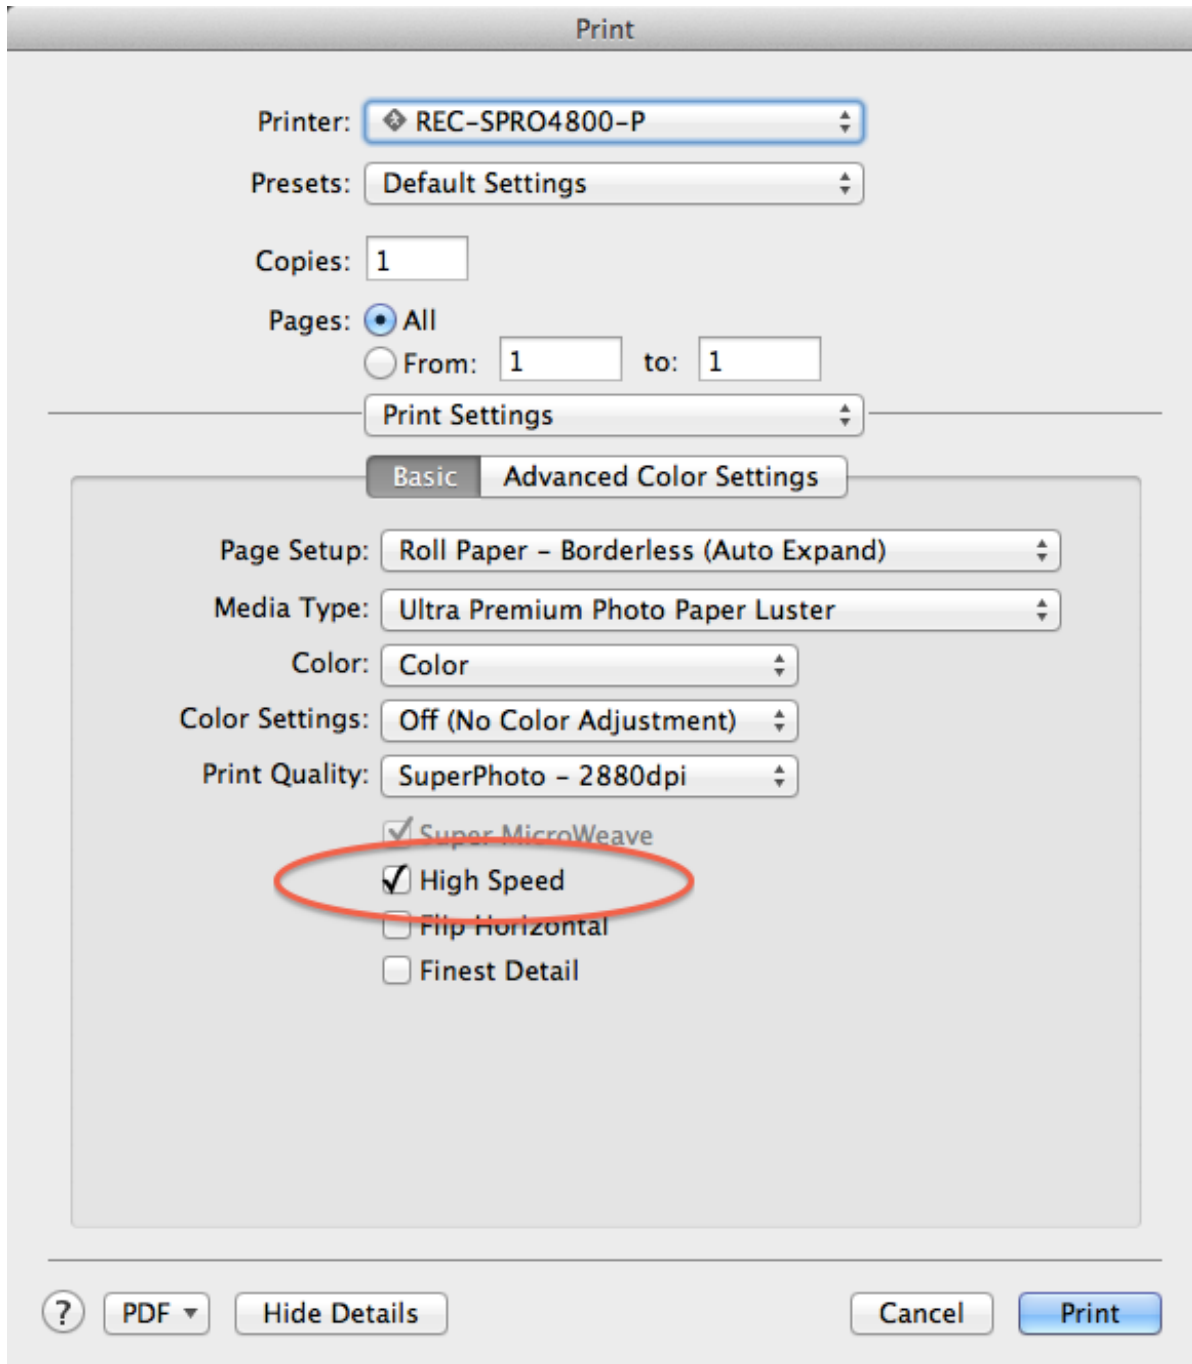 Print
Printer: REC-SPRO4800-P
Presets: Default Settings
Copies: 1
Pages: All
From: 1 to: 1
Print Settings
Basic Advanced Color Settings
Page Setup: Roll Paper – Borderless (Auto Expand)
Media Type: Ultra Premium Photo Paper Luster
Color: Color
Color Settings: Off (No Color Adjustment)
Print Quality: SuperPhoto – 2880dpi
Super MicroWeave
High Speed
Flip Horizontal
Finest Detail
? PDF Hide Details Cancel Print